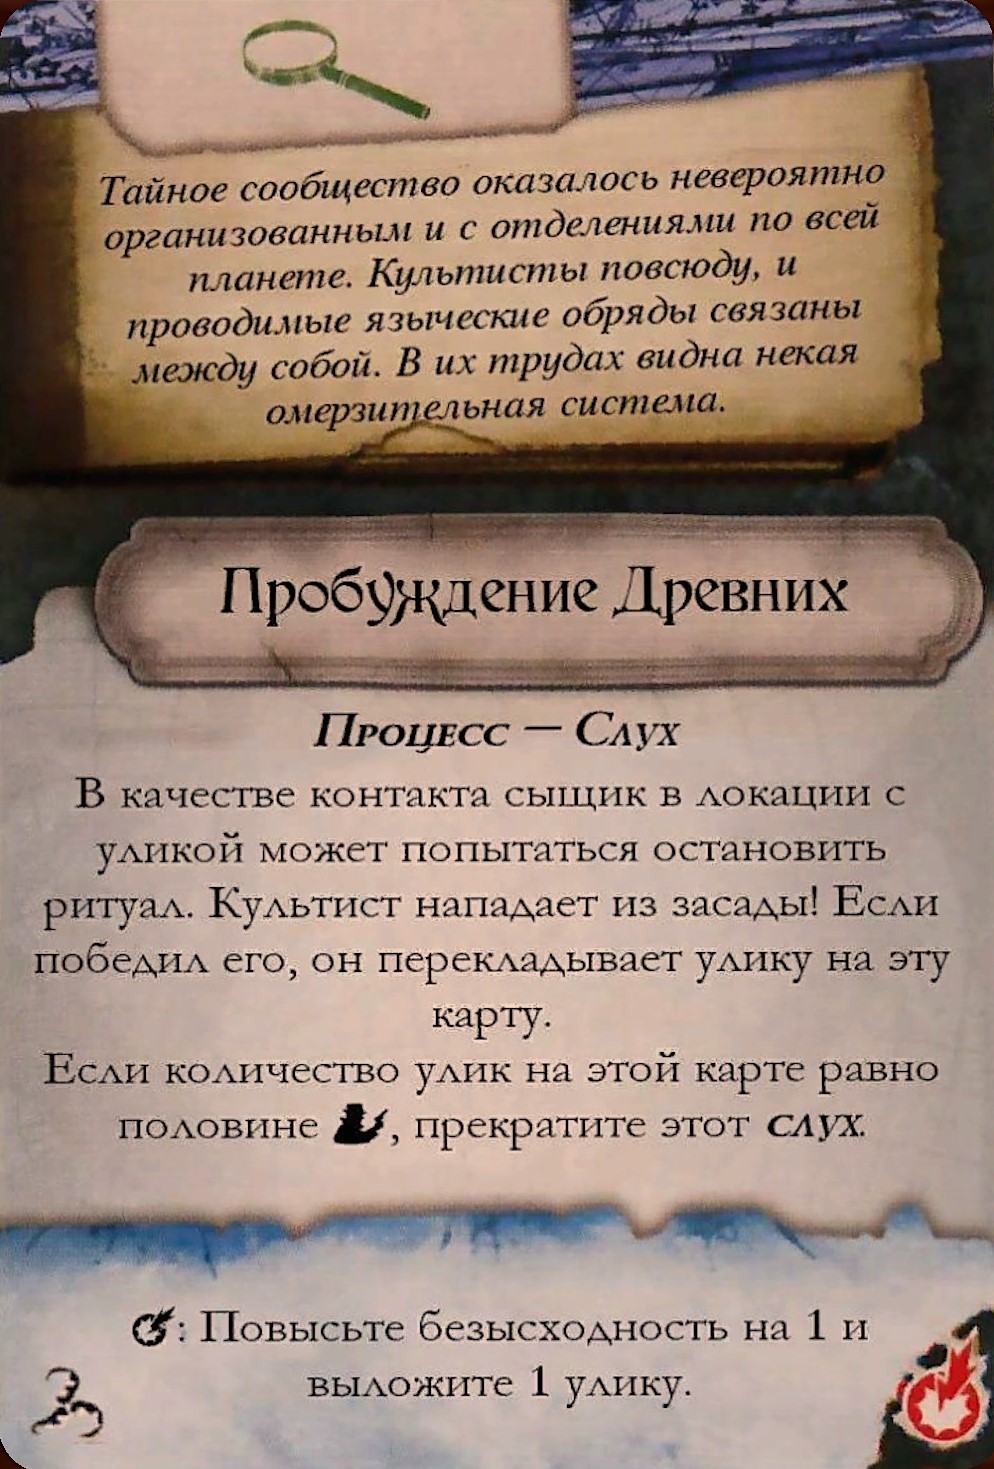 Тайное сообщество оказалось невероятно
организованным и с отделениями по всей
планете. Культисты повсюду, и
проводимые языческие обряды связаны
между собой. В их трудах видна некая
омерзительная система.
Пробуждение Древних
Процесс — Слух
В качестве контакта сыщик в локации с
уликой может попытаться остановить
ритуал. Культист нападает из засады! Если
победил его, он перекладывает улику на эту
карту.
Если количество улик на этой карте равно
половине , прекратите этот слух.
: Повысьте безысходность на 1 и
выложите 1 улику.